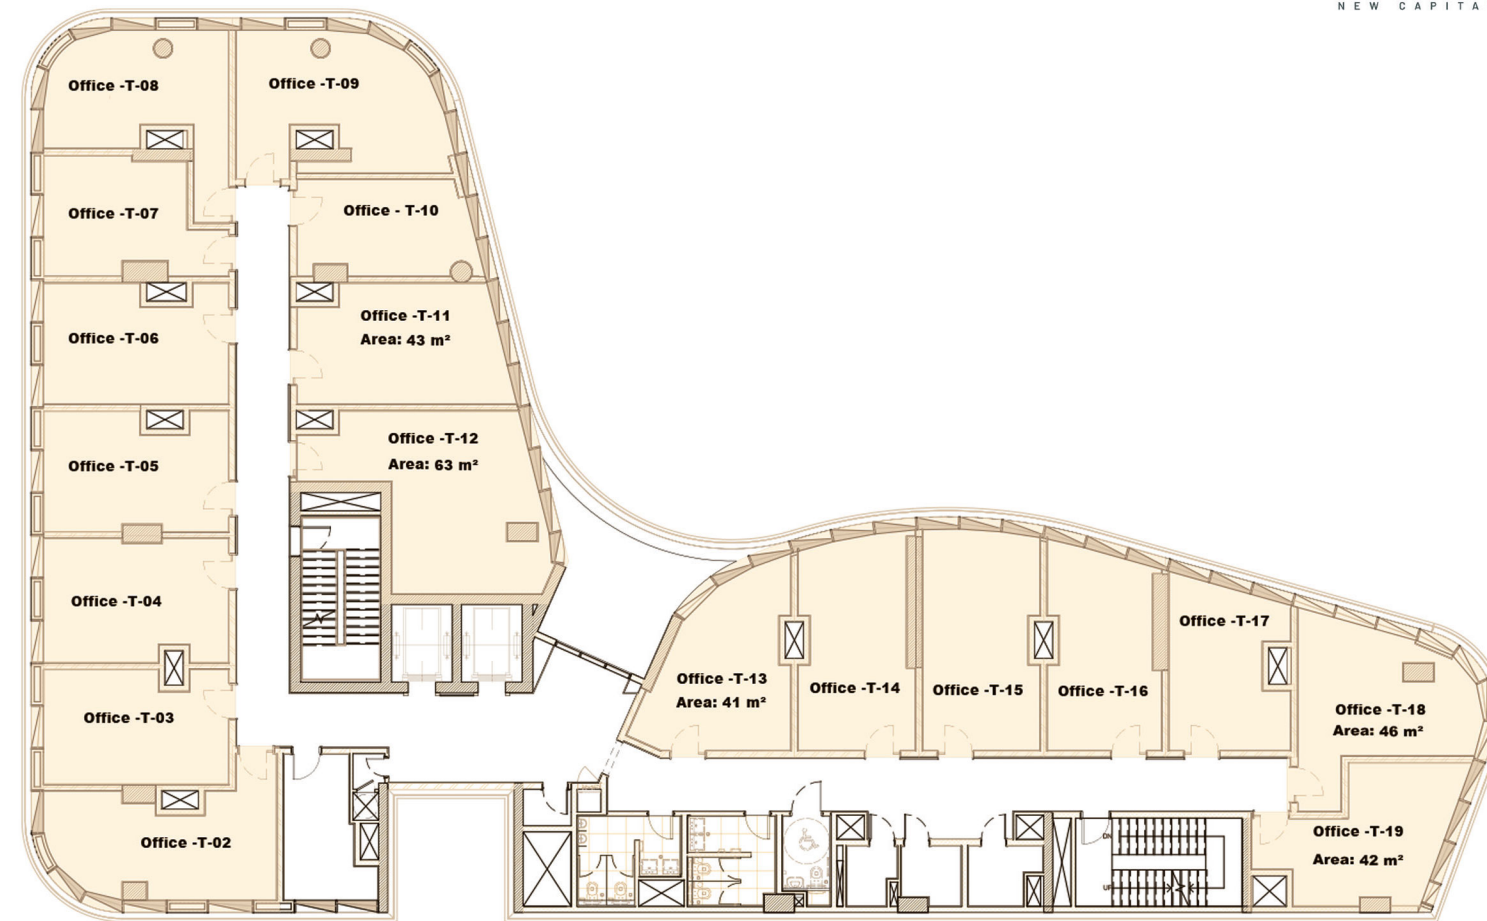 NEW CAPITA
Office -T-08
Office -T-09
Office -T-07
Office - T-10
Office -T-06
Office -T-11
Area: 43 m²
Office -T-05
Office -T-12
Area: 63 m²
Office -T-04
Office -T-03
Office -T-02
Office -T-13
Area: 41 m²
Office -T-14
Office -T-15
Office -T-16
Office -T-17
Office -T-18
Area: 46 m²
Office -T-19
Area: 42 m²
DN
UP